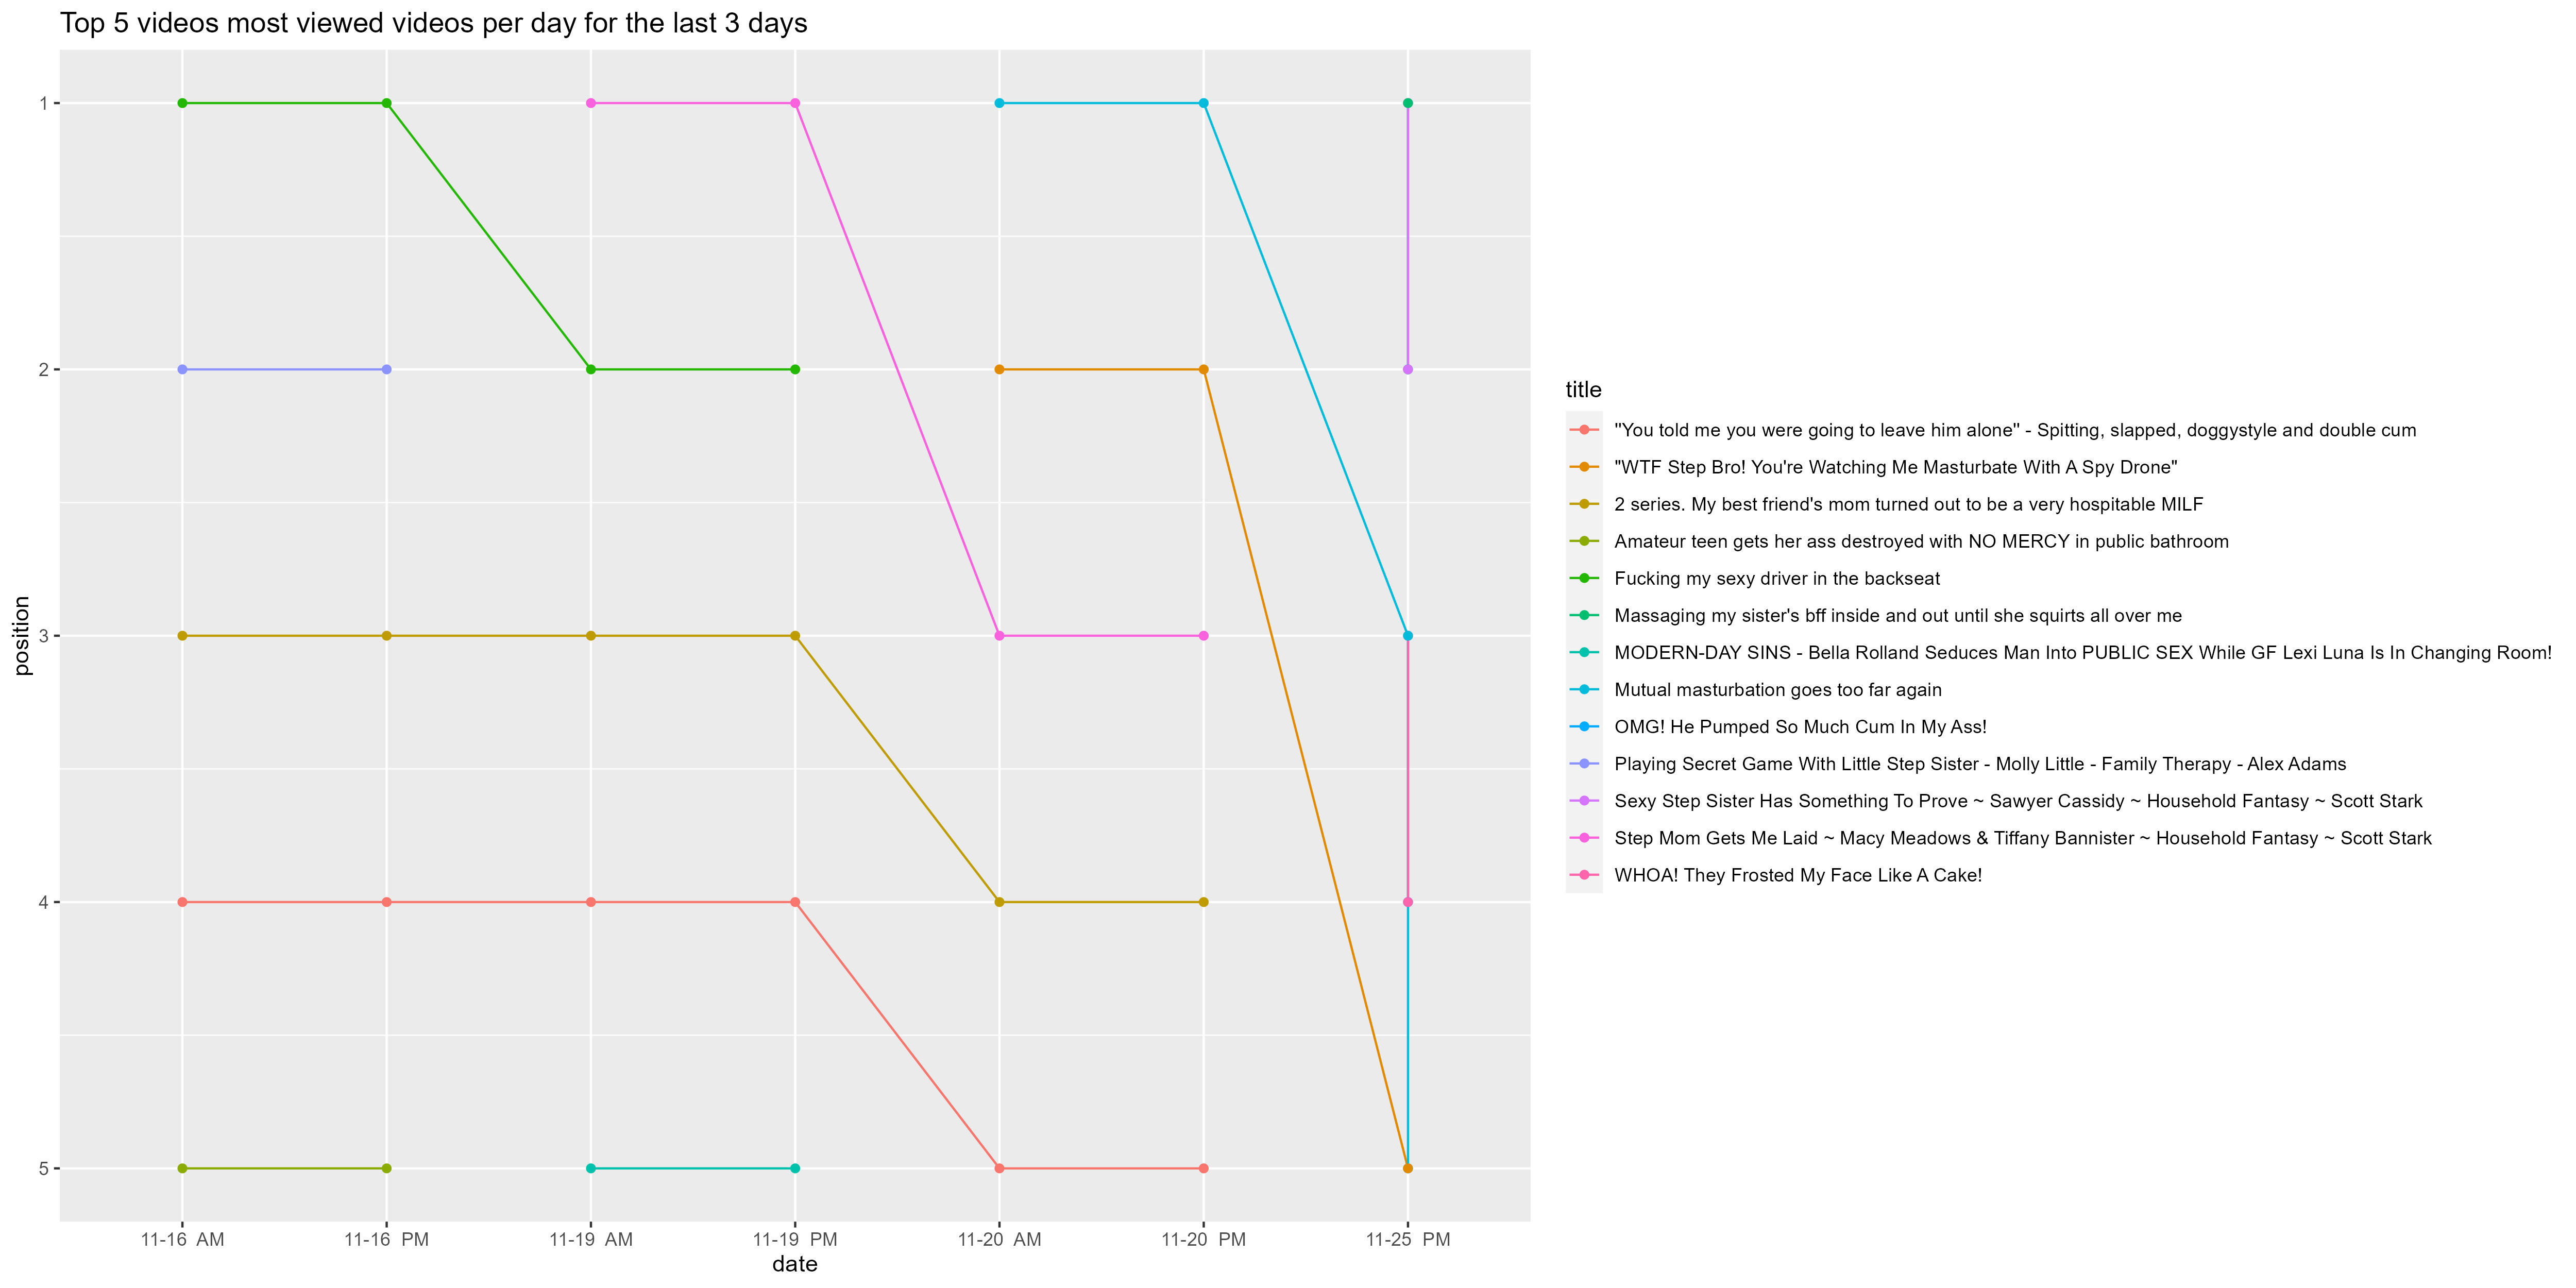 Top 5 videos most viewed videos per day for the last 3 days
1
2
3
4
5
position
11-16 AM
11-16 PM
11-19 AM
11-19 PM
11-20 AM
11-20 PM
11-25 PM
date
title
"You told me you were going to leave him alone" - Spitting, slapped, doggystyle and double cum
"WTF Step Bro! You're Watching Me Masturbate With A Spy Drone"
2 series. My best friend's mom turned out to be a very hospitable MILF
Amateur teen gets her ass destroyed with NO MERCY in public bathroom
Fucking my sexy driver in the backseat
Massaging my sister's bff inside and out until she squirts all over me
MODERN-DAY SINS - Bella Rolland Seduces Man Into PUBLIC SEX While GF Lexi Luna Is In Changing Room!
Mutual masturbation goes too far again
OMG! He Pumped So Much Cum In My Ass!
Playing Secret Game With Little Step Sister - Molly Little - Family Therapy - Alex Adams
Sexy Step Sister Has Something To Prove ~ Sawyer Cassidy ~ Household Fantasy ~ Scott Stark
Step Mom Gets Me Laid ~ Macy Meadows & Tiffany Bannister ~ Household Fantasy ~ Scott Stark
WHOA! They Frosted My Face Like A Cake!